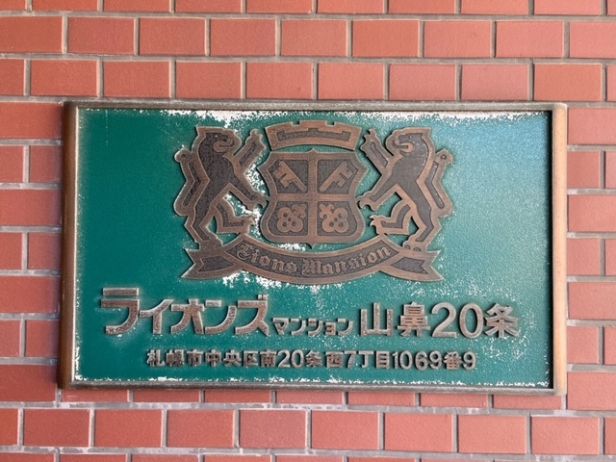 Lions Mansion
ライオンズマンション山鼻20条
札幌市中央区南20条西7丁目1069番9